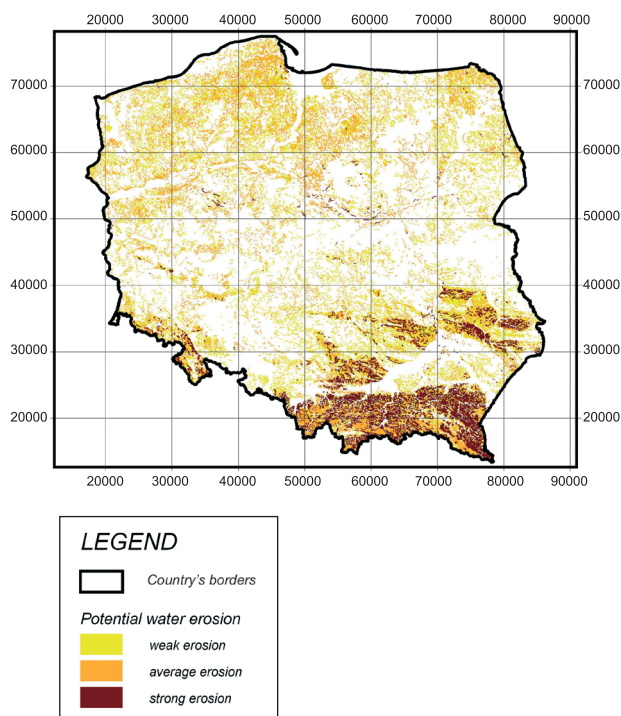 20000 30000 40000 50000 60000 70000 80000 90000
70000 70000
60000 60000
50000 50000
40000 40000
30000 30000
20000 20000
20000 30000 40000 50000 60000 70000 80000 90000
LEGEND
Country's borders
Potential water erosion
weak erosion
average erosion
strong erosion